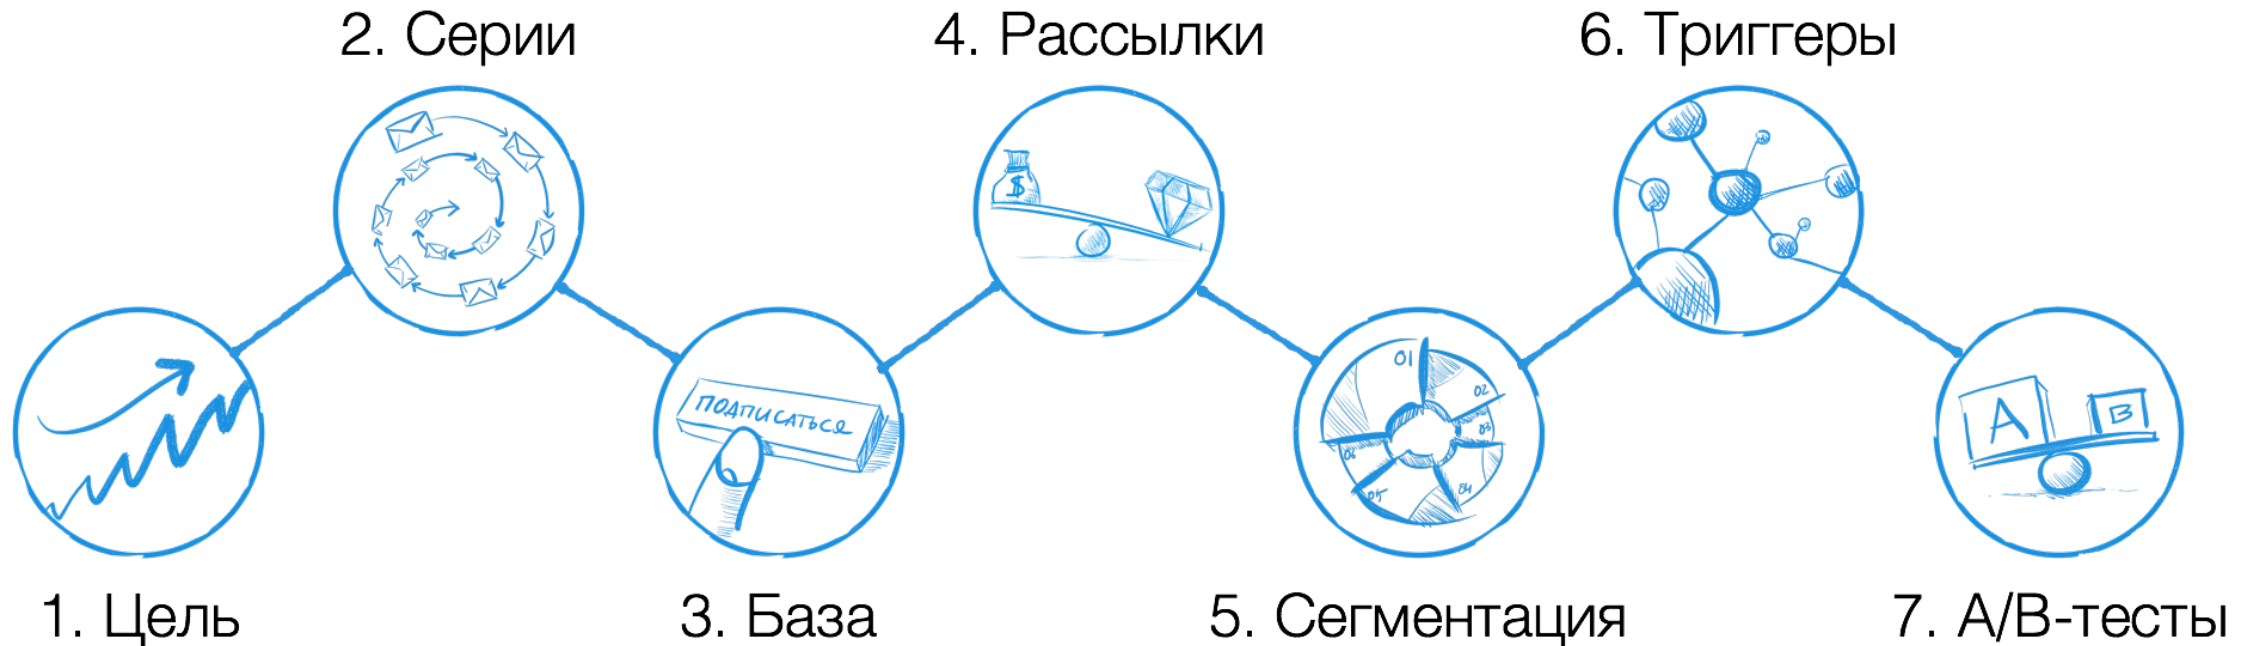 2. Серии
4. Рассылки
6. Триггеры
$
ПОДПИСАТЬСЯ
01
02
03
04
05
06
A
B
1. Цель
3. База
5. Сегментация
7. А/В-тесты